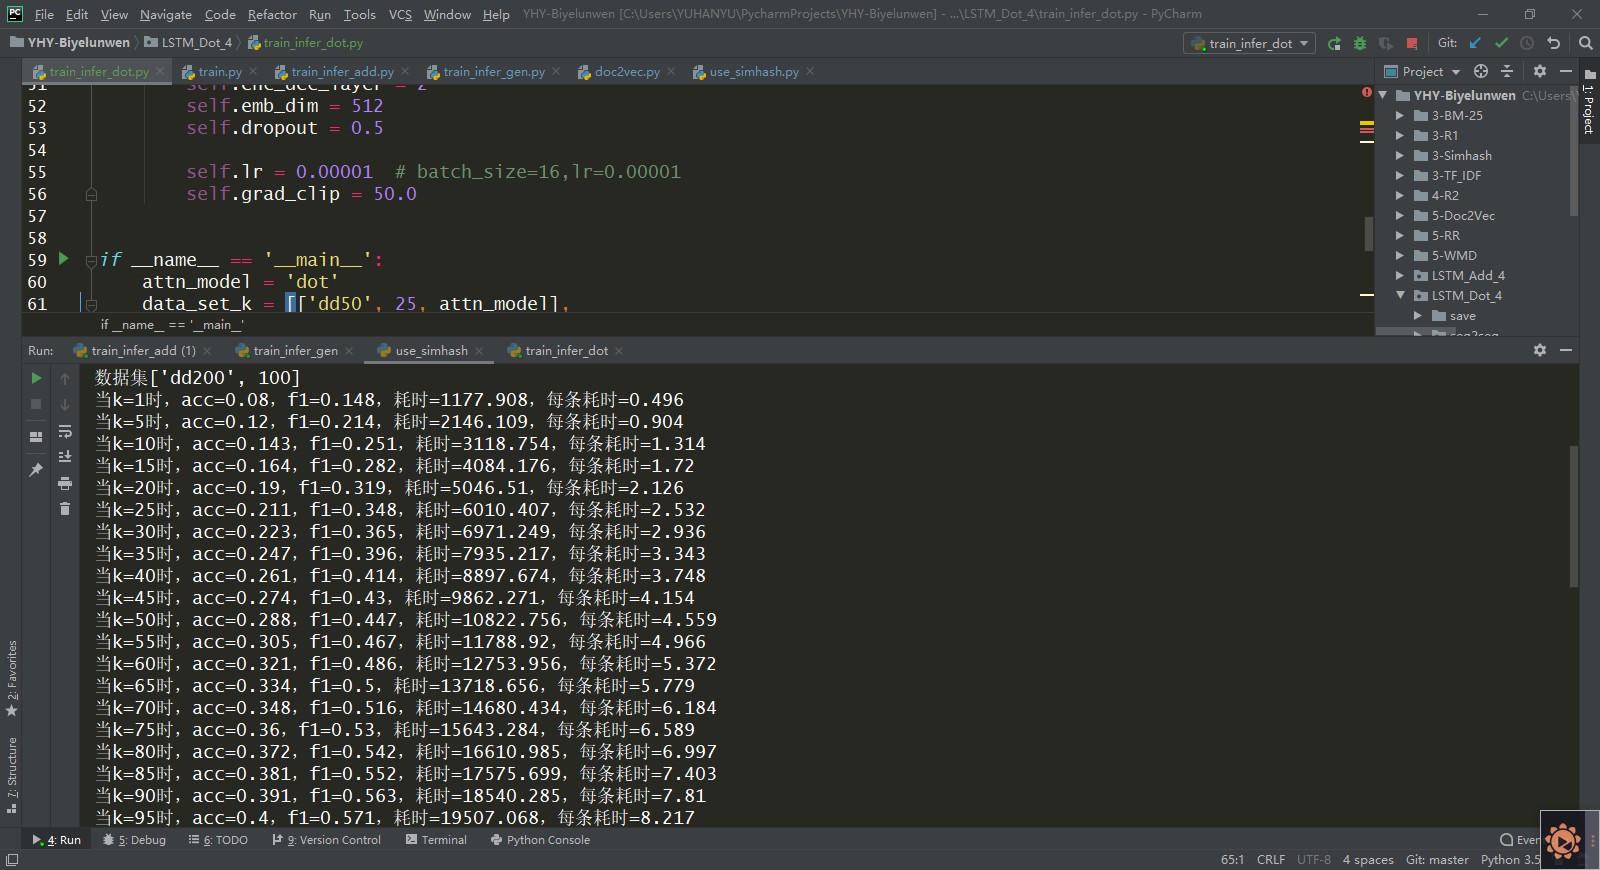 File Edit View Navigate Code Refactor Run Tools VCS Window Help YHY-Biyelunwen [C:\Users\YUHANYU\PycharmProjects\YHY-Biyelunwen] - ...\LSTM_Dot_4\train_infer_dot.py - PyCharm
YHY-Biyelunwen LSTM_Dot_4 train_infer_dot.py train_infer_dot Git:
train_infer_dot.py train.py train_infer_add.py train_infer_gen.py doc2vec.py use_simhash.py Project
52 self.emb_dim = 512
53 self.dropout = 0.5
54
55 self.lr = 0.00001 # batch_size=16,lr=0.00001
56 self.grad_clip = 50.0
57
58
59 if __name__ == '__main__':
60 attn_model = 'dot'
61 data_set_k = [['dd50', 25, attn_model],
if __name__ == '__main__'
YHY-Biyelunwen C:\Users\
3-BM-25
3-R1
3-Simhash
3-TF_IDF
4-R2
5-Doc2Vec
5-RR
5-WMD
LSTM_Add_4
LSTM_Dot_4
save
1: Project
Run: train_infer_add (1) train_infer_gen use_simhash train_infer_dot
数据集['dd200', 100]
当k=1时，acc=0.08，f1=0.148，耗时=1177.908，每条耗时=0.496
当k=5时，acc=0.12，f1=0.214，耗时=2146.109，每条耗时=0.904
当k=10时，acc=0.143，f1=0.251，耗时=3118.754，每条耗时=1.314
当k=15时，acc=0.164，f1=0.282，耗时=4084.176，每条耗时=1.72
当k=20时，acc=0.19，f1=0.319，耗时=5046.51，每条耗时=2.126
当k=25时，acc=0.211，f1=0.348，耗时=6010.407，每条耗时=2.532
当k=30时，acc=0.223，f1=0.365，耗时=6971.249，每条耗时=2.936
当k=35时，acc=0.247，f1=0.396，耗时=7935.217，每条耗时=3.343
当k=40时，acc=0.261，f1=0.414，耗时=8897.674，每条耗时=3.748
当k=45时，acc=0.274，f1=0.43，耗时=9862.271，每条耗时=4.154
当k=50时，acc=0.288，f1=0.447，耗时=10822.756，每条耗时=4.559
当k=55时，acc=0.305，f1=0.467，耗时=11788.92，每条耗时=4.966
当k=60时，acc=0.321，f1=0.486，耗时=12753.956，每条耗时=5.372
当k=65时，acc=0.334，f1=0.5，耗时=13718.656，每条耗时=5.779
当k=70时，acc=0.348，f1=0.516，耗时=14680.434，每条耗时=6.184
当k=75时，acc=0.36，f1=0.53，耗时=15643.284，每条耗时=6.589
当k=80时，acc=0.372，f1=0.542，耗时=16610.985，每条耗时=6.997
当k=85时，acc=0.381，f1=0.552，耗时=17575.699，每条耗时=7.403
当k=90时，acc=0.391，f1=0.563，耗时=18540.285，每条耗时=7.81
当k=95时，acc=0.4，f1=0.571，耗时=19507.068，每条耗时=8.217
2: Favorites
7: Structure
4: Run 5: Debug 6: TODO 9: Version Control Terminal Python Console
65:1 CRLF UTF-8 4 spaces Git: master Python 3.5